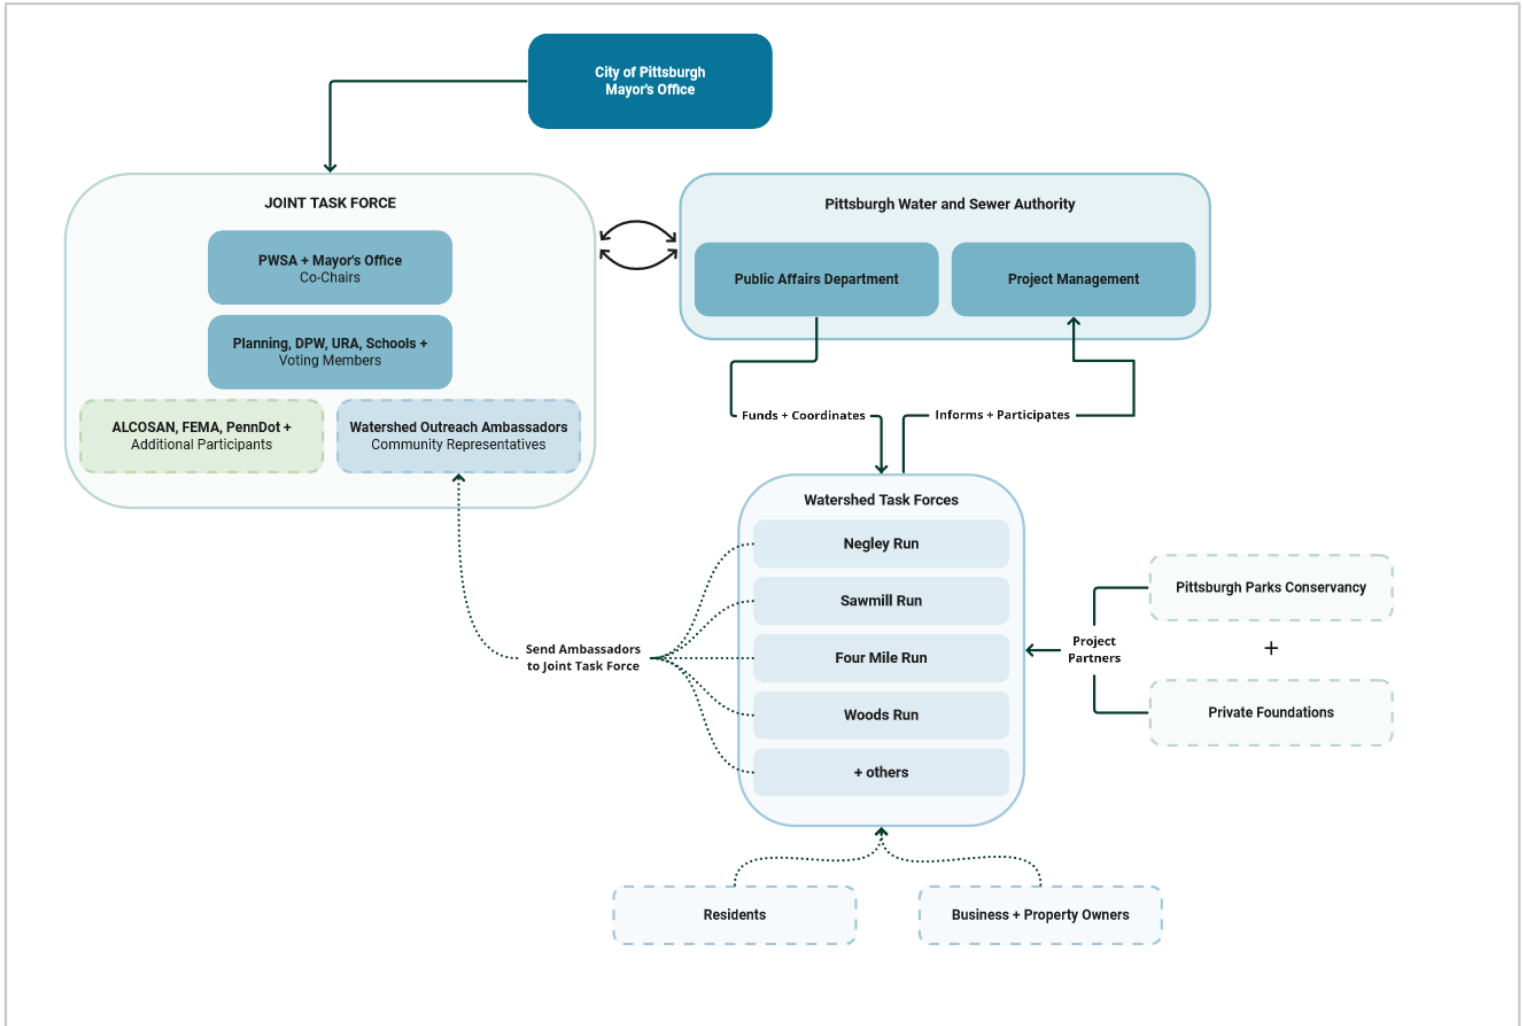 City of Pittsburgh
Mayor's Office
JOINT TASK FORCE
PWSA + Mayor's Office
Co-Chairs
Planning, DPW, URA, Schools +
Voting Members
ALCOSAN, FEMA, PennDot +
Additional Participants
Watershed Outreach Ambassadors
Community Representatives
Pittsburgh Water and Sewer Authority
Public Affairs Department
Project Management
Funds + Coordinates
Informs + Participates
Watershed Task Forces
Negley Run
Sawmill Run
Four Mile Run
Woods Run
+ others
Send Ambassadors
to Joint Task Force
Project
Partners
Pittsburgh Parks Conservancy
+
Private Foundations
Residents
Business + Property Owners